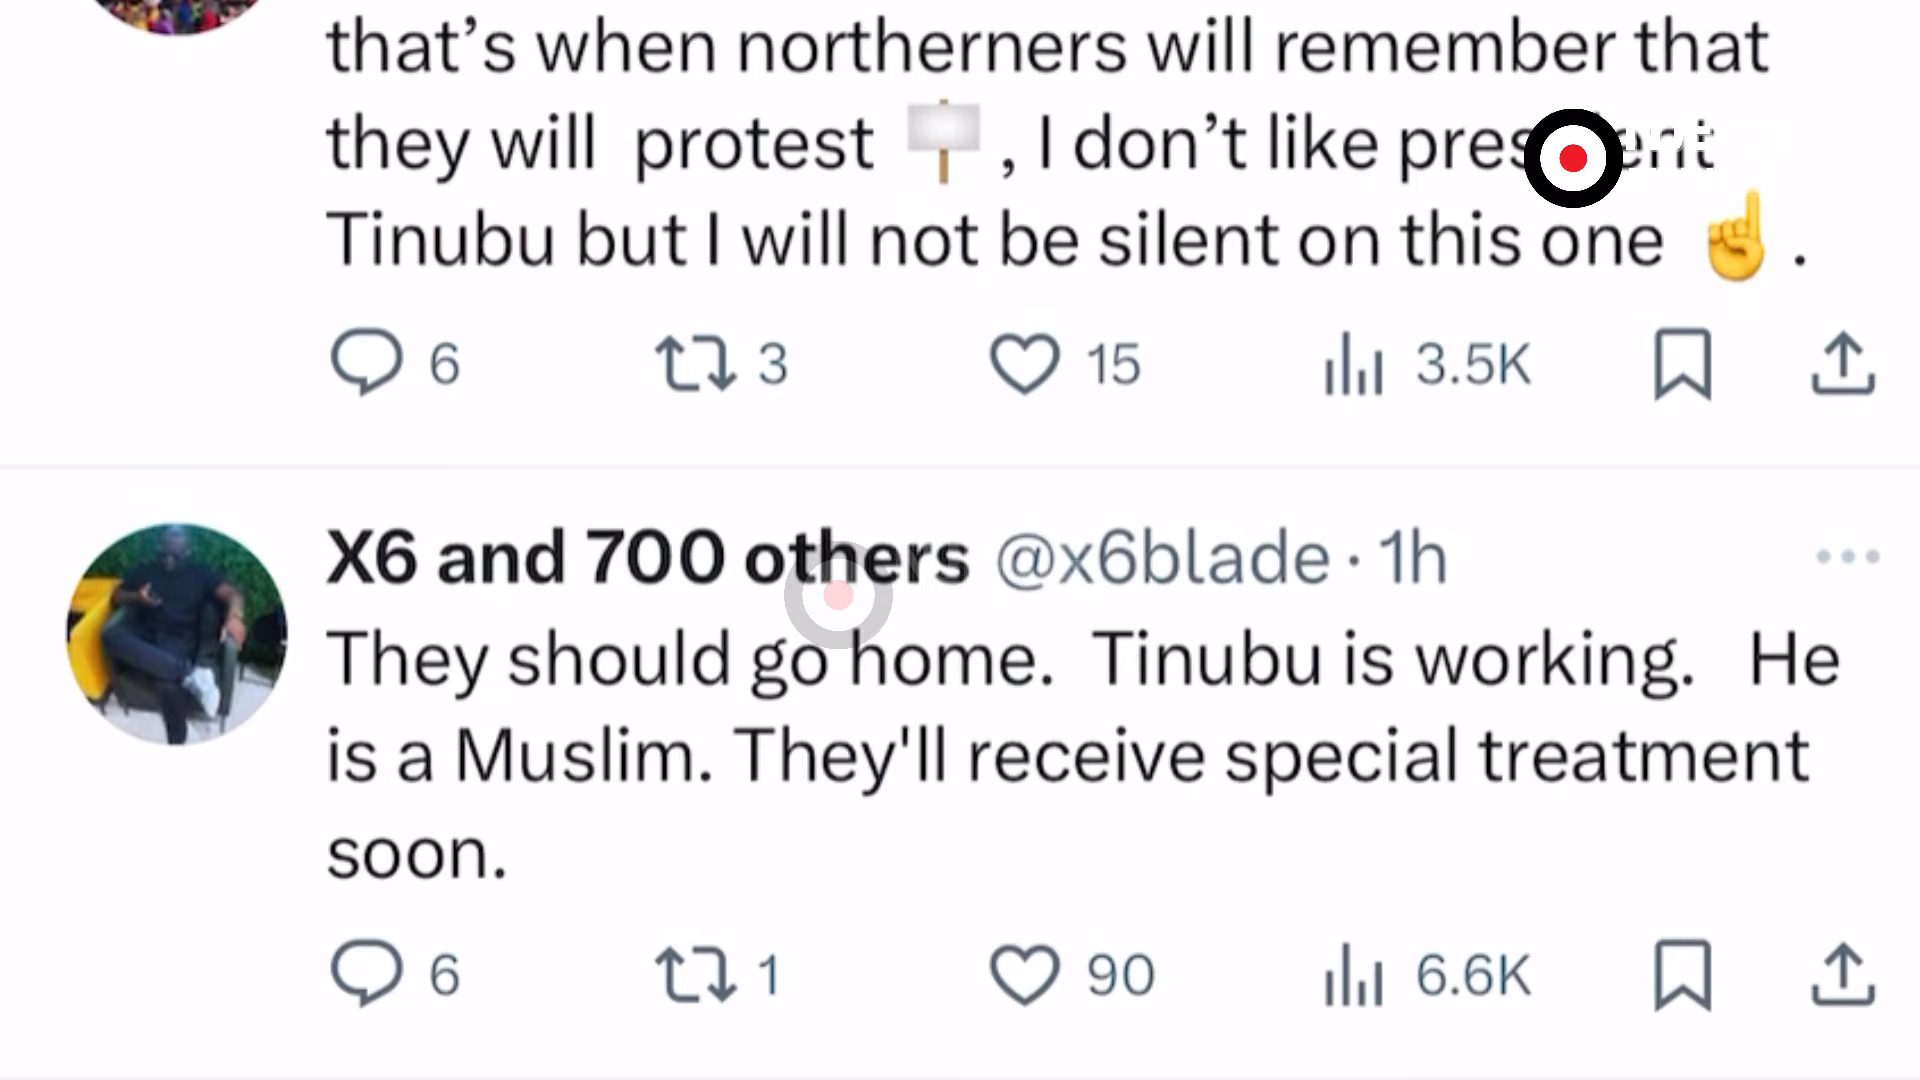 that’s when northerners will remember that
they will protest 🪧, I don’t like
Tinubu but I will not be silent on this one ☝️.
6 3 15 3.5K
X6 and 700 others @x6blade · 1h
They should go home. Tinubu is working. He
is a Muslim. They'll receive special treatment
soon.
6 1 90 6.6K